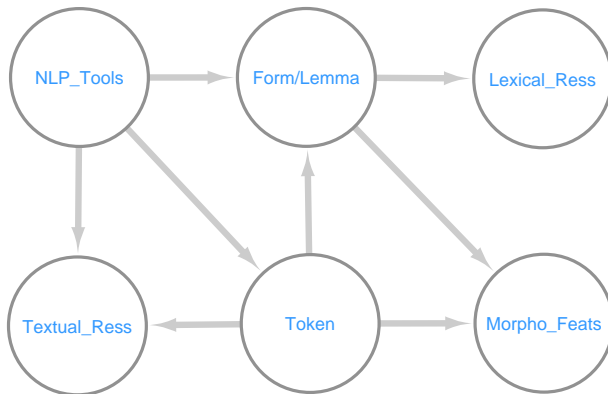 NLP_Tools
Form/Lemma
Lexical_Ress
Textual_Ress
Token
Morpho_Feats